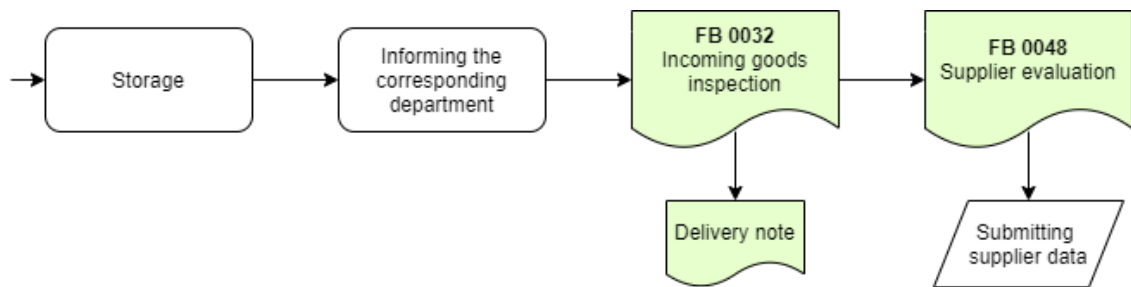 Storage
Informing the
corresponding
department
FB 0032
Incoming goods
inspection
FB 0048
Supplier evaluation
Delivery note
Submitting
supplier data